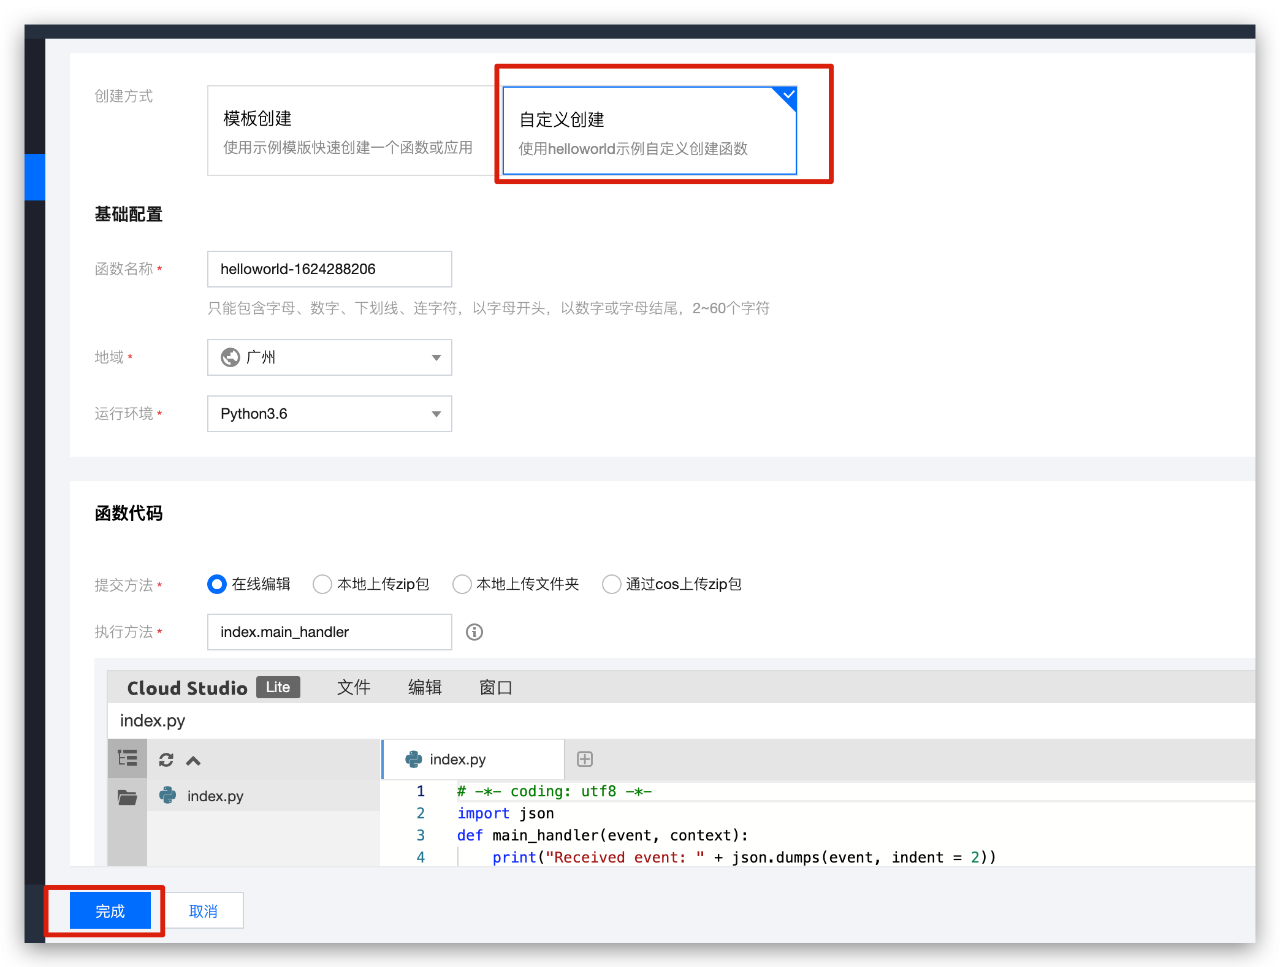 创建方式
模板创建
使用示例模版快速创建一个函数或应用
自定义创建
使用helloworld示例自定义创建函数
基础配置
函数名称 *
helloworld-1624288206
只能包含字母、数字、下划线、连字符，以字母开头，以数字或字母结尾，2~60个字符
地域 *
广州
运行环境 *
Python3.6
函数代码
提交方法 *
在线编辑 本地上传zip包 本地上传文件夹 通过cos上传zip包
执行方法 *
index.main_handler
Cloud Studio Lite 文件 编辑 窗口
index.py
index.py
index.py
1 # -*- coding: utf8 -*-
2 import json
3 def main_handler(event, context):
4     print("Received event: " + json.dumps(event, indent = 2))
完成 取消